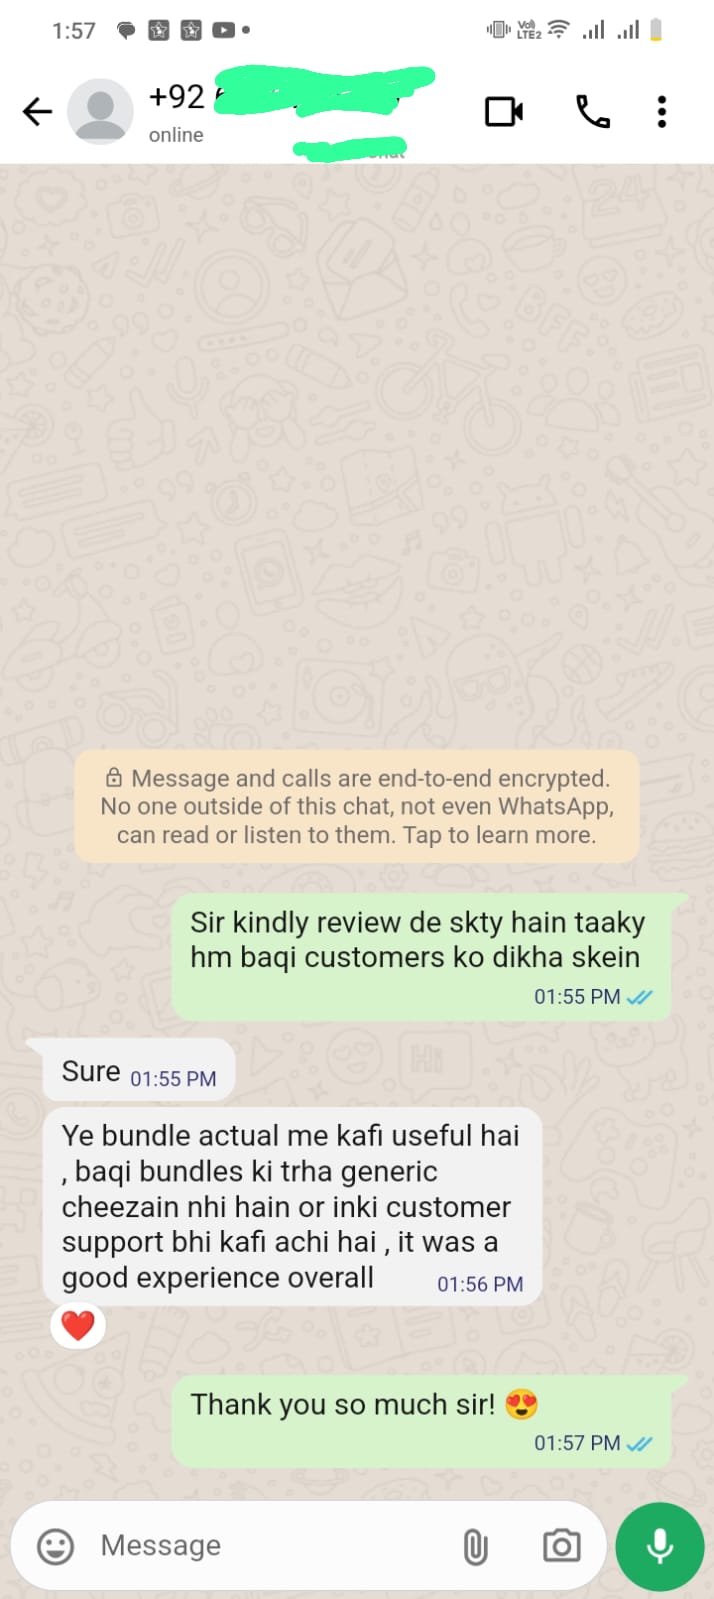 1:57
Vo) LTE2
+92
online
Message and calls are end-to-end encrypted.
No one outside of this chat, not even WhatsApp,
can read or listen to them. Tap to learn more.
Sir kindly review de skty hain taaky
hm baqi customers ko dikha skein
01:55 PM
Sure 01:55 PM
Ye bundle actual me kafi useful hai
, baqi bundles ki trha generic
cheezain nhi hain or inki customer
support bhi kafi achi hai , it was a
good experience overall 01:56 PM
❤️
Thank you so much sir! 😍
01:57 PM
Message